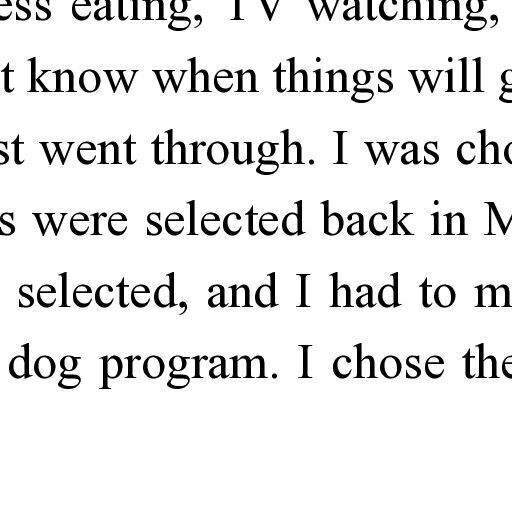 ess eating, TV watching,
t know when things will g
st went through. I was cho
s were selected back in M
selected, and I had to m
dog program. I chose the